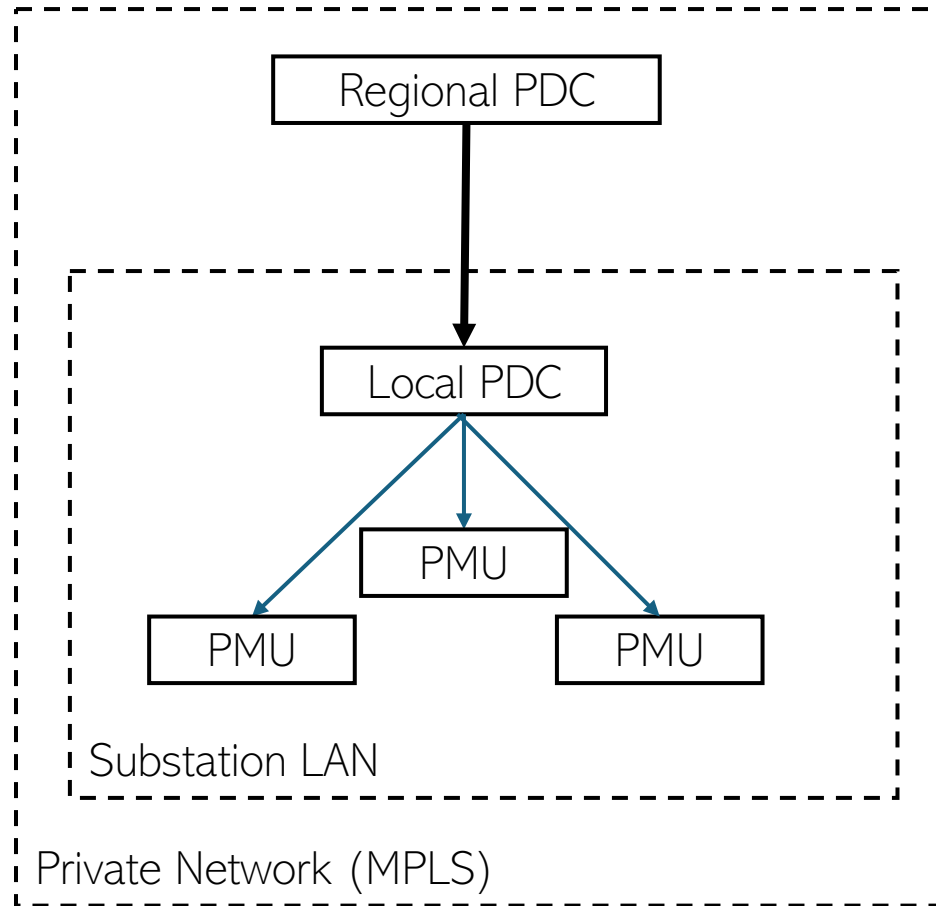 Regional PDC
Local PDC
PMU
PMU
PMU
Substation LAN
Private Network (MPLS)